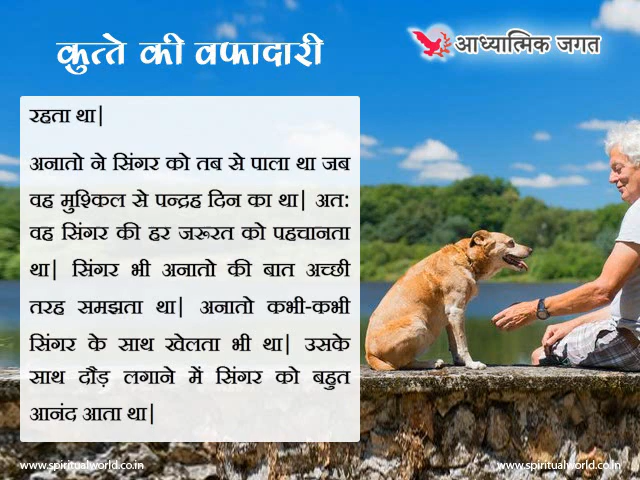 कुत्ते की वफादारी
आध्यात्मिक जगत
रहता था|
अनातो ने सिंगर को तब से पाला था जब
वह मुश्किल से पन्द्रह दिन का था| अत:
वह सिंगर की हर जरूरत को पहचानता
था| सिंगर भी अनातो की बात अच्छी
तरह समझता था| अनातो कभी-कभी
सिंगर के साथ खेलता भी था| उसके
साथ दौड़ लगाने में सिंगर को बहुत
आनंद आता था|
www.spiritualworld.co.in
www.spiritualworld.co.in